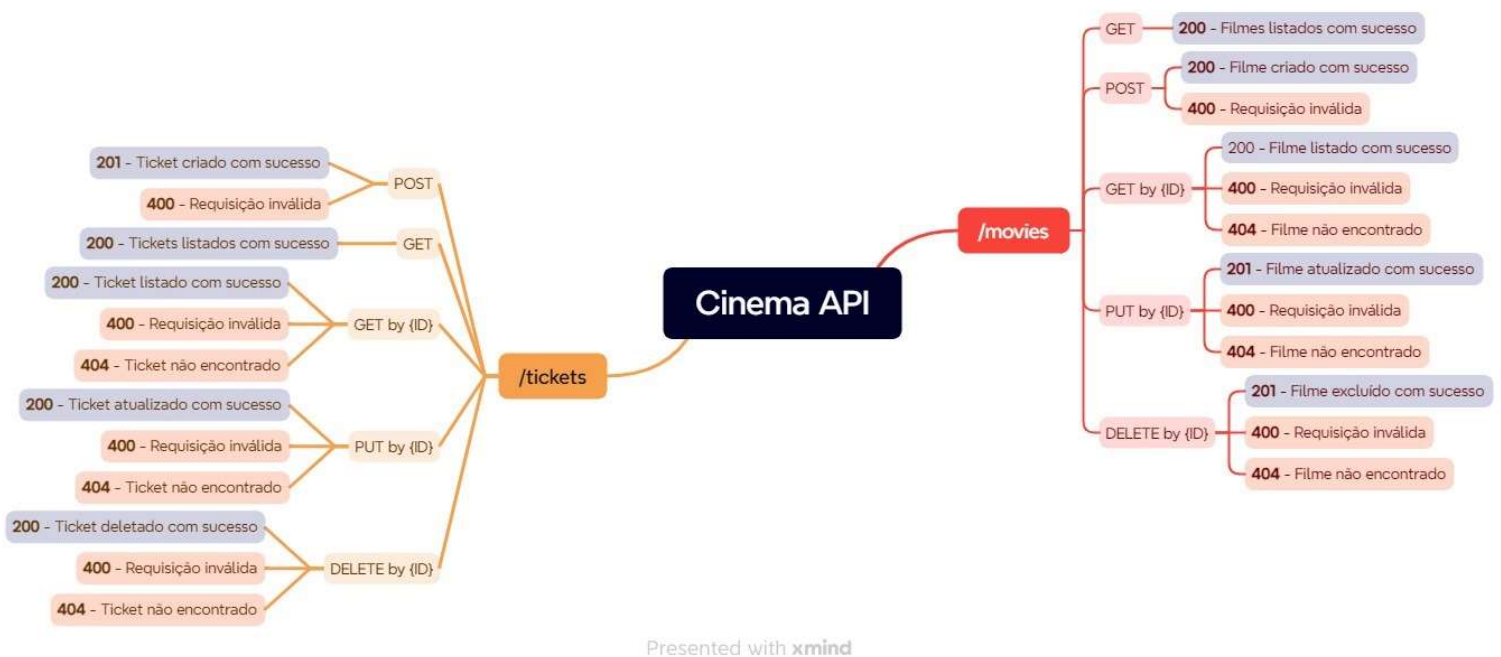 Cinema API
/movies
GET
200 - Filmes listados com sucesso
POST
200 - Filme criado com sucesso
400 - Requisição inválida
GET by {ID}
200 - Filme listado com sucesso
400 - Requisição inválida
404 - Filme não encontrado
PUT by {ID}
201 - Filme atualizado com sucesso
400 - Requisição inválida
404 - Filme não encontrado
DELETE by {ID}
201 - Filme excluído com sucesso
400 - Requisição inválida
404 - Filme não encontrado
/tickets
POST
201 - Ticket criado com sucesso
400 - Requisição inválida
GET
200 - Tickets listados com sucesso
GET by {ID}
200 - Ticket listado com sucesso
400 - Requisição inválida
404 - Ticket não encontrado
PUT by {ID}
200 - Ticket atualizado com sucesso
400 - Requisição inválida
404 - Ticket não encontrado
DELETE by {ID}
200 - Ticket deletado com sucesso
400 - Requisição inválida
404 - Ticket não encontrado
Presented with xmind